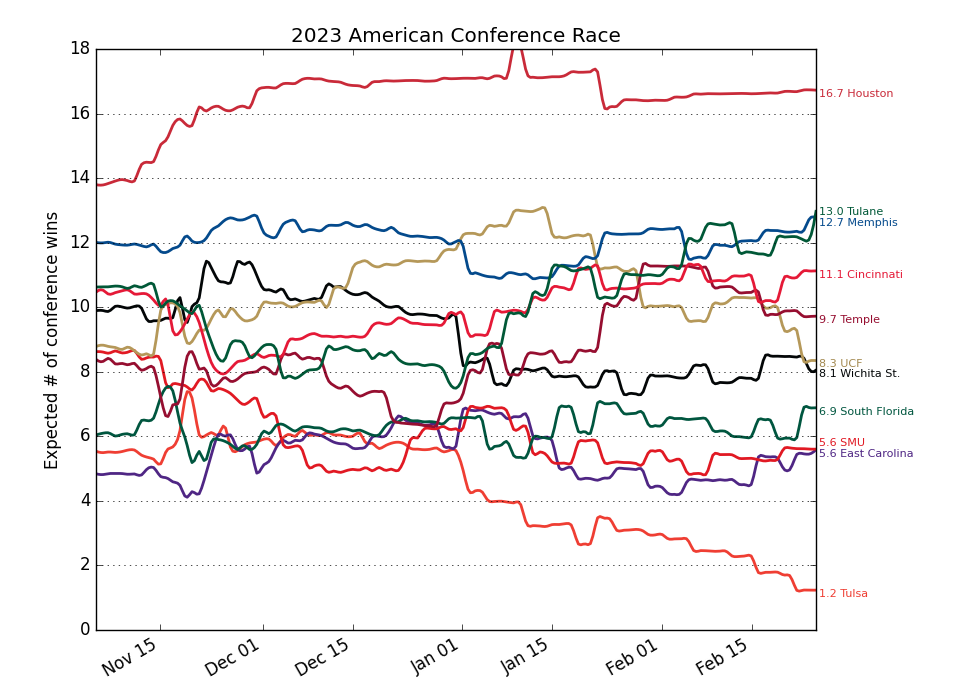 2023 American Conference Race
Expected # of conference wins
18
16
14
12
10
8
6
4
2
0
Nov 15
Dec 01
Dec 15
Jan 01
Jan 15
Feb 01
Feb 15
16.7 Houston
13.0 Tulane
12.7 Memphis
11.1 Cincinnati
9.7 Temple
8.3 UCF
8.1 Wichita St.
6.9 South Florida
5.6 SMU
5.6 East Carolina
1.2 Tulsa